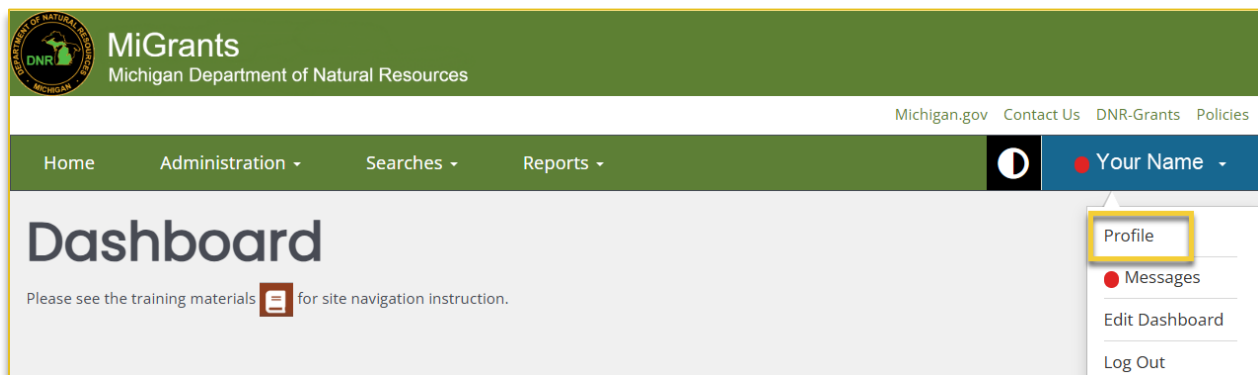 DEPARTMENT OF NATURAL RESOURCES
DNR
MICHIGAN
MiGrants
Michigan Department of Natural Resources
Michigan.gov Contact Us DNR-Grants Policies
Home Administration Searches Reports Your Name
Profile
Dashboard
Messages
Please see the training materials for site navigation instruction.
Edit Dashboard
Log Out